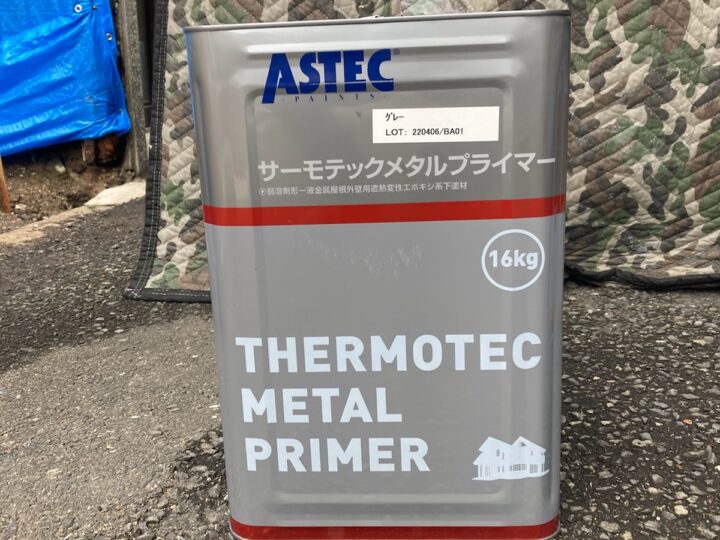 ASTEC®
PAINTS
グレー
LOT: 220406/BA01
サーモテックメタルプライマー
弱溶剤形一液金属屋根外壁用遮熱変性エポキシ系下塗材
16kg
THERMOTEC
METAL
PRIMER